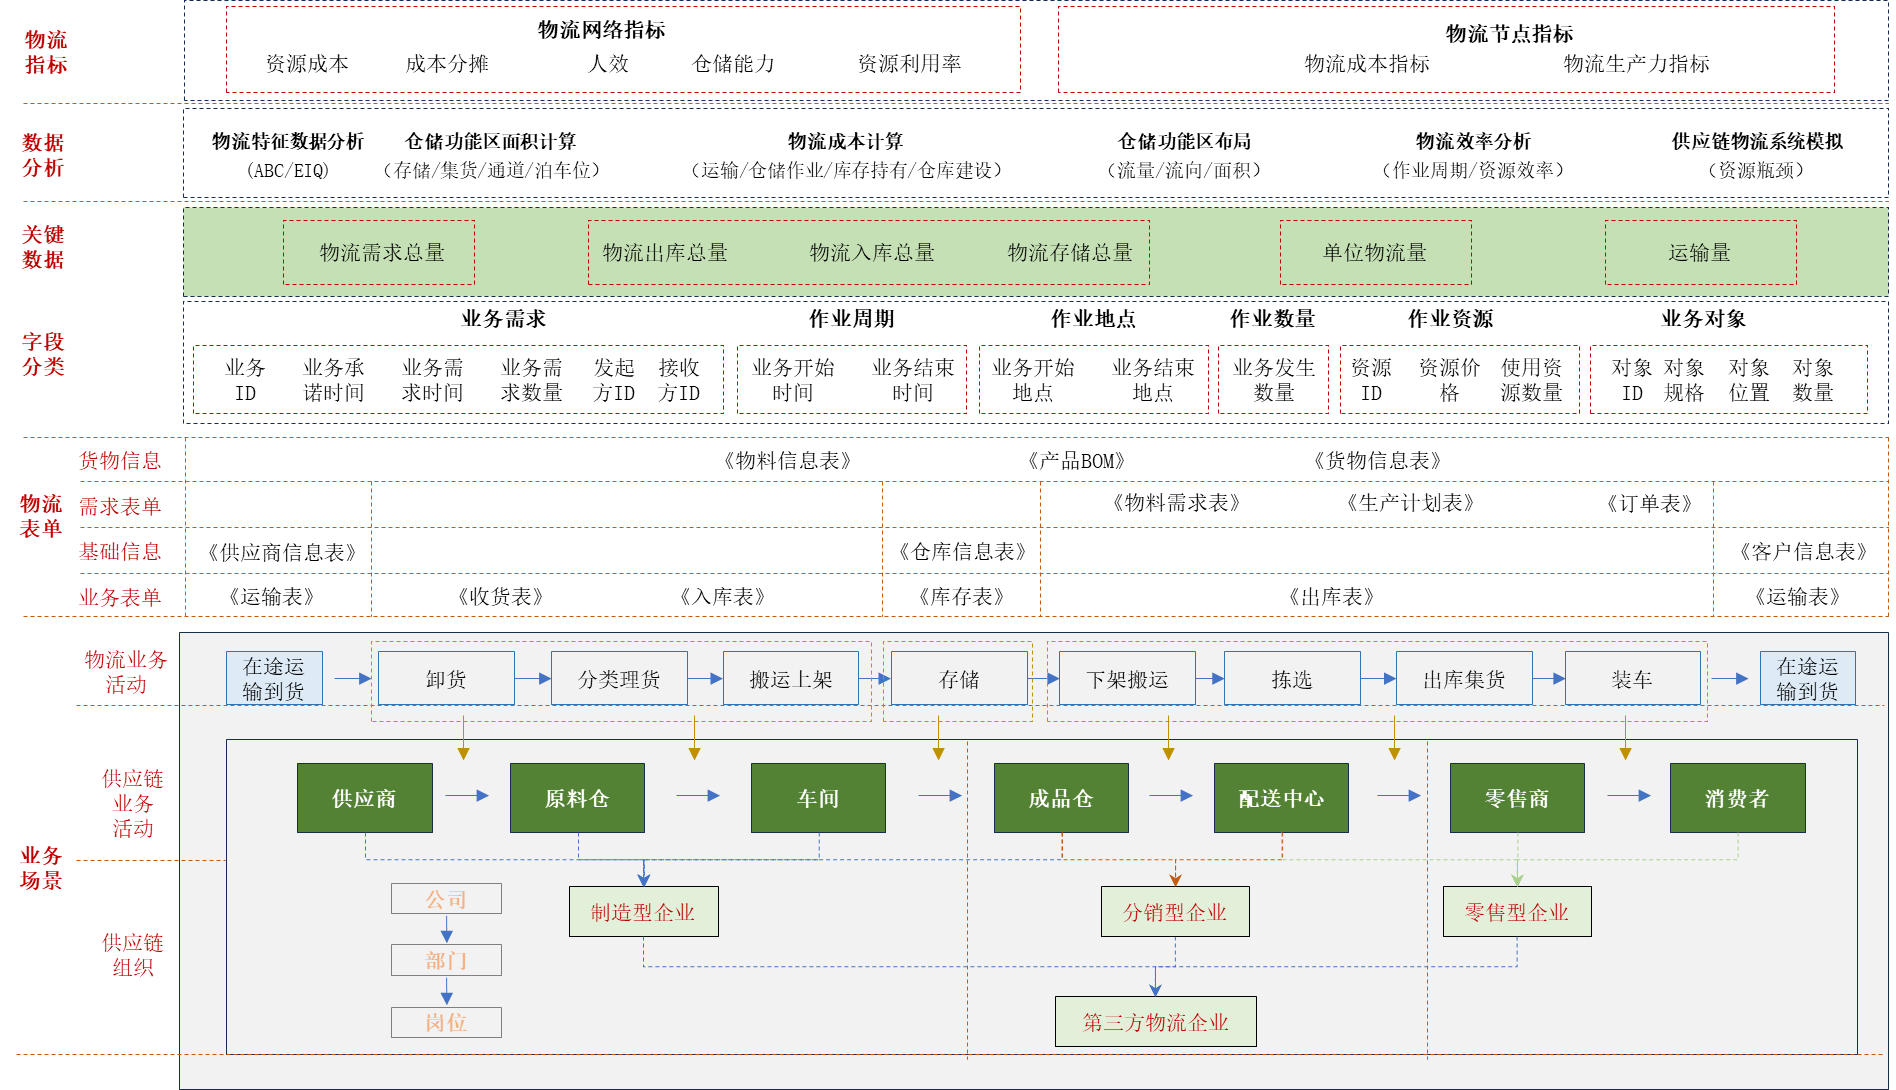 物流
指标
物流网络指标
资源成本 成本分摊 人效 仓储能力 资源利用率
物流节点指标
物流成本指标 物流生产力指标
数据
分析
物流特征数据分析
(ABC/EIQ)
仓储功能区面积计算
(存储/集货/通道/泊车位)
物流成本计算
(运输/仓储作业/库存持有/仓库建设)
仓储功能区布局
(流量/流向/面积)
物流效率分析
(作业周期/资源效率)
供应链物流系统模拟
(资源瓶颈)
关键
数据
物流需求总量 物流出库总量 物流入库总量 物流存储总量 单位物流量 运输量
字段
分类
业务需求
业务
ID
业务承
诺时间
业务需
求时间
业务需
求数量
发起
方ID
接收
方ID
作业周期
业务开始
时间
业务结束
时间
作业地点
业务开始
地点
业务结束
地点
作业数量
业务发生
数量
作业资源
资源
ID
资源价
格
使用资
源数量
业务对象
对象
ID
对象
规格
对象
位置
对象
数量
物流
表单
货物信息 《物料信息表》 《产品BOM》 《货物信息表》
需求表单 《物料需求表》 《生产计划表》 《订单表》
基础信息 《供应商信息表》 《仓库信息表》 《客户信息表》
业务表单 《运输表》 《收货表》 《入库表》 《库存表》 《出库表》 《运输表》
业务
场景
物流业务
活动
在途运
输到货
卸货 分类理货 搬运上架 存储 下架搬运 拣选 出库集货 装车
在途运
输到货
供应链
业务
活动
供应商 原料仓 车间 成品仓 配送中心 零售商 消费者
供应链
组织
公司
部门
岗位
制造型企业 分销型企业 零售型企业
第三方物流企业